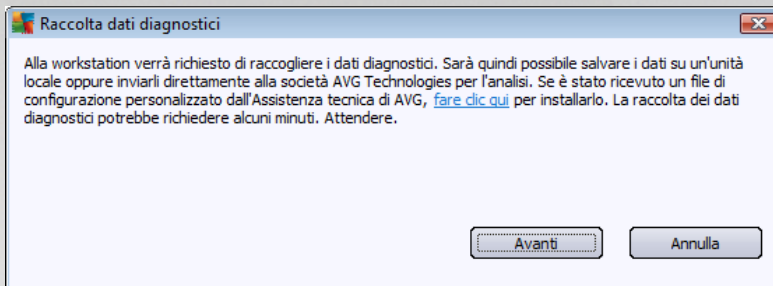 Raccolta dati diagnostici
Alla workstation verrà richiesto di raccogliere i dati diagnostici. Sarà quindi possibile salvare i dati su un'unità
locale oppure inviarli direttamente alla società AVG Technologies per l'analisi. Se è stato ricevuto un file di
configurazione personalizzato dall'Assistenza tecnica di AVG, fare clic qui per installarlo. La raccolta dei dati
diagnostici potrebbe richiedere alcuni minuti. Attendere.
Avanti
Annulla